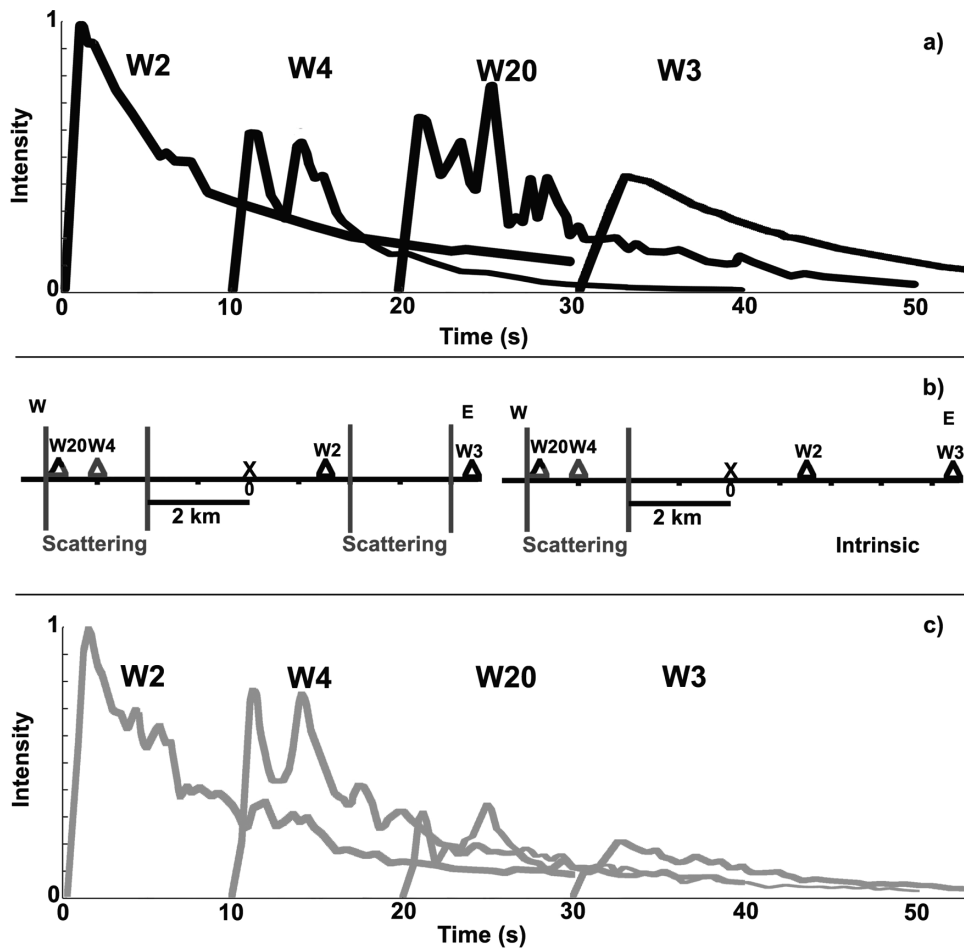 a)
1
W2 W4 W20 W3
Intensity
0
0 10 20 30 40 50
Time (s)
b)
W E W E
W20 W4 W2 W3 W20 W4 W2 W3
X X
0 0
2 km 2 km
Scattering Scattering Scattering Intrinsic
c)
1
W2 W4 W20 W3
Intensity
0
0 10 20 30 40 50
Time (s)